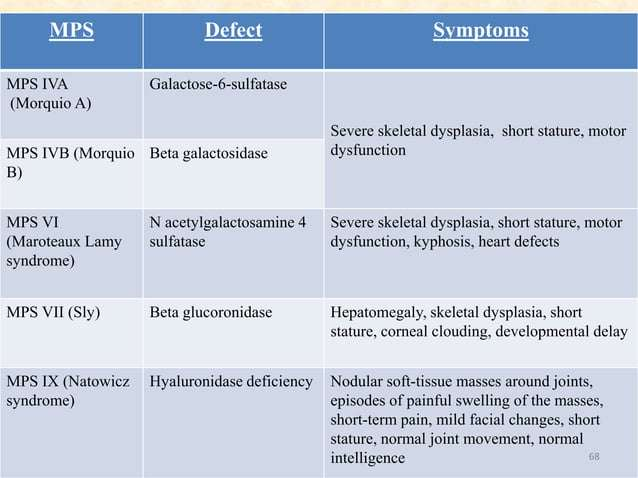 MPS Defect Symptoms
MPS IVA
(Morquio A)
Galactose-6-sulfatase
Severe skeletal dysplasia, short stature, motor
dysfunction
MPS IVB (Morquio
B)
Beta galactosidase
MPS VI
(Maroteaux Lamy
syndrome)
N acetylgalactosamine 4
sulfatase
Severe skeletal dysplasia, short stature, motor
dysfunction, kyphosis, heart defects
MPS VII (Sly)
Beta glucoronidase
Hepatomegaly, skeletal dysplasia, short
stature, corneal clouding, developmental delay
MPS IX (Natowicz
syndrome)
Hyaluronidase deficiency
Nodular soft-tissue masses around joints,
episodes of painful swelling of the masses,
short-term pain, mild facial changes, short
stature, normal joint movement, normal
intelligence
68